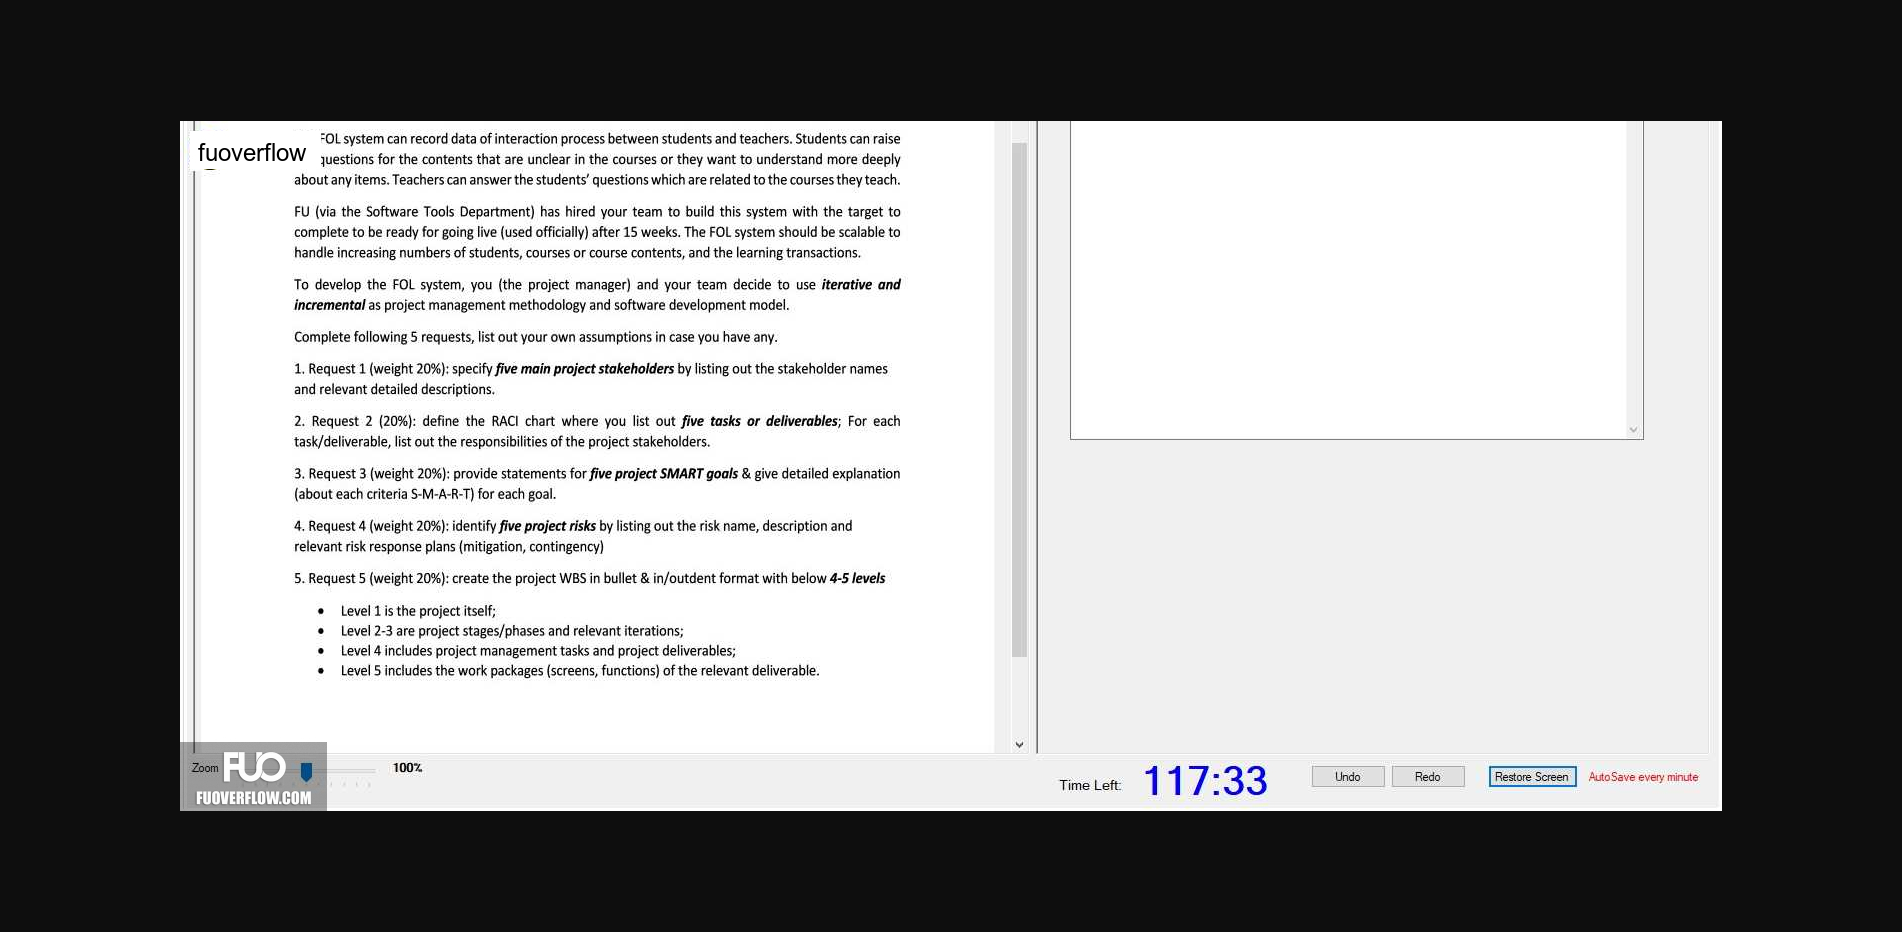 fuoverflow
FOL system can record data of interaction process between students and teachers. Students can raise
questions for the contents that are unclear in the courses or they want to understand more deeply
about any items. Teachers can answer the students' questions which are related to the courses they teach.
FU (via the Software Tools Department) has hired your team to build this system with the target to
complete to be ready for going live (used officially) after 15 weeks. The FOL system should be scalable to
handle increasing numbers of students, courses or course contents, and the learning transactions.
To develop the FOL system, you (the project manager) and your team decide to use iterative and
incremental as project management methodology and software development model.
Complete following 5 requests, list out your own assumptions in case you have any.
1. Request 1 (weight 20%): specify five main project stakeholders by listing out the stakeholder names
and relevant detailed descriptions.
2. Request 2 (20%): define the RACI chart where you list out five tasks or deliverables; For each
task/deliverable, list out the responsibilities of the project stakeholders.
3. Request 3 (weight 20%): provide statements for five project SMART goals & give detailed explanation
(about each criteria S-M-A-R-T) for each goal.
4. Request 4 (weight 20%): identify five project risks by listing out the risk name, description and
relevant risk response plans (mitigation, contingency)
5. Request 5 (weight 20%): create the project WBS in bullet & in/outdent format with below 4-5 levels
• Level 1 is the project itself;
• Level 2-3 are project stages/phases and relevant iterations;
• Level 4 includes project management tasks and project deliverables;
• Level 5 includes the work packages (screens, functions) of the relevant deliverable.
Zoom
FUO
FUOVERFLOW.COM
100%
Time Left:
117:33
Undo
Redo
Restore Screen
AutoSave every minute